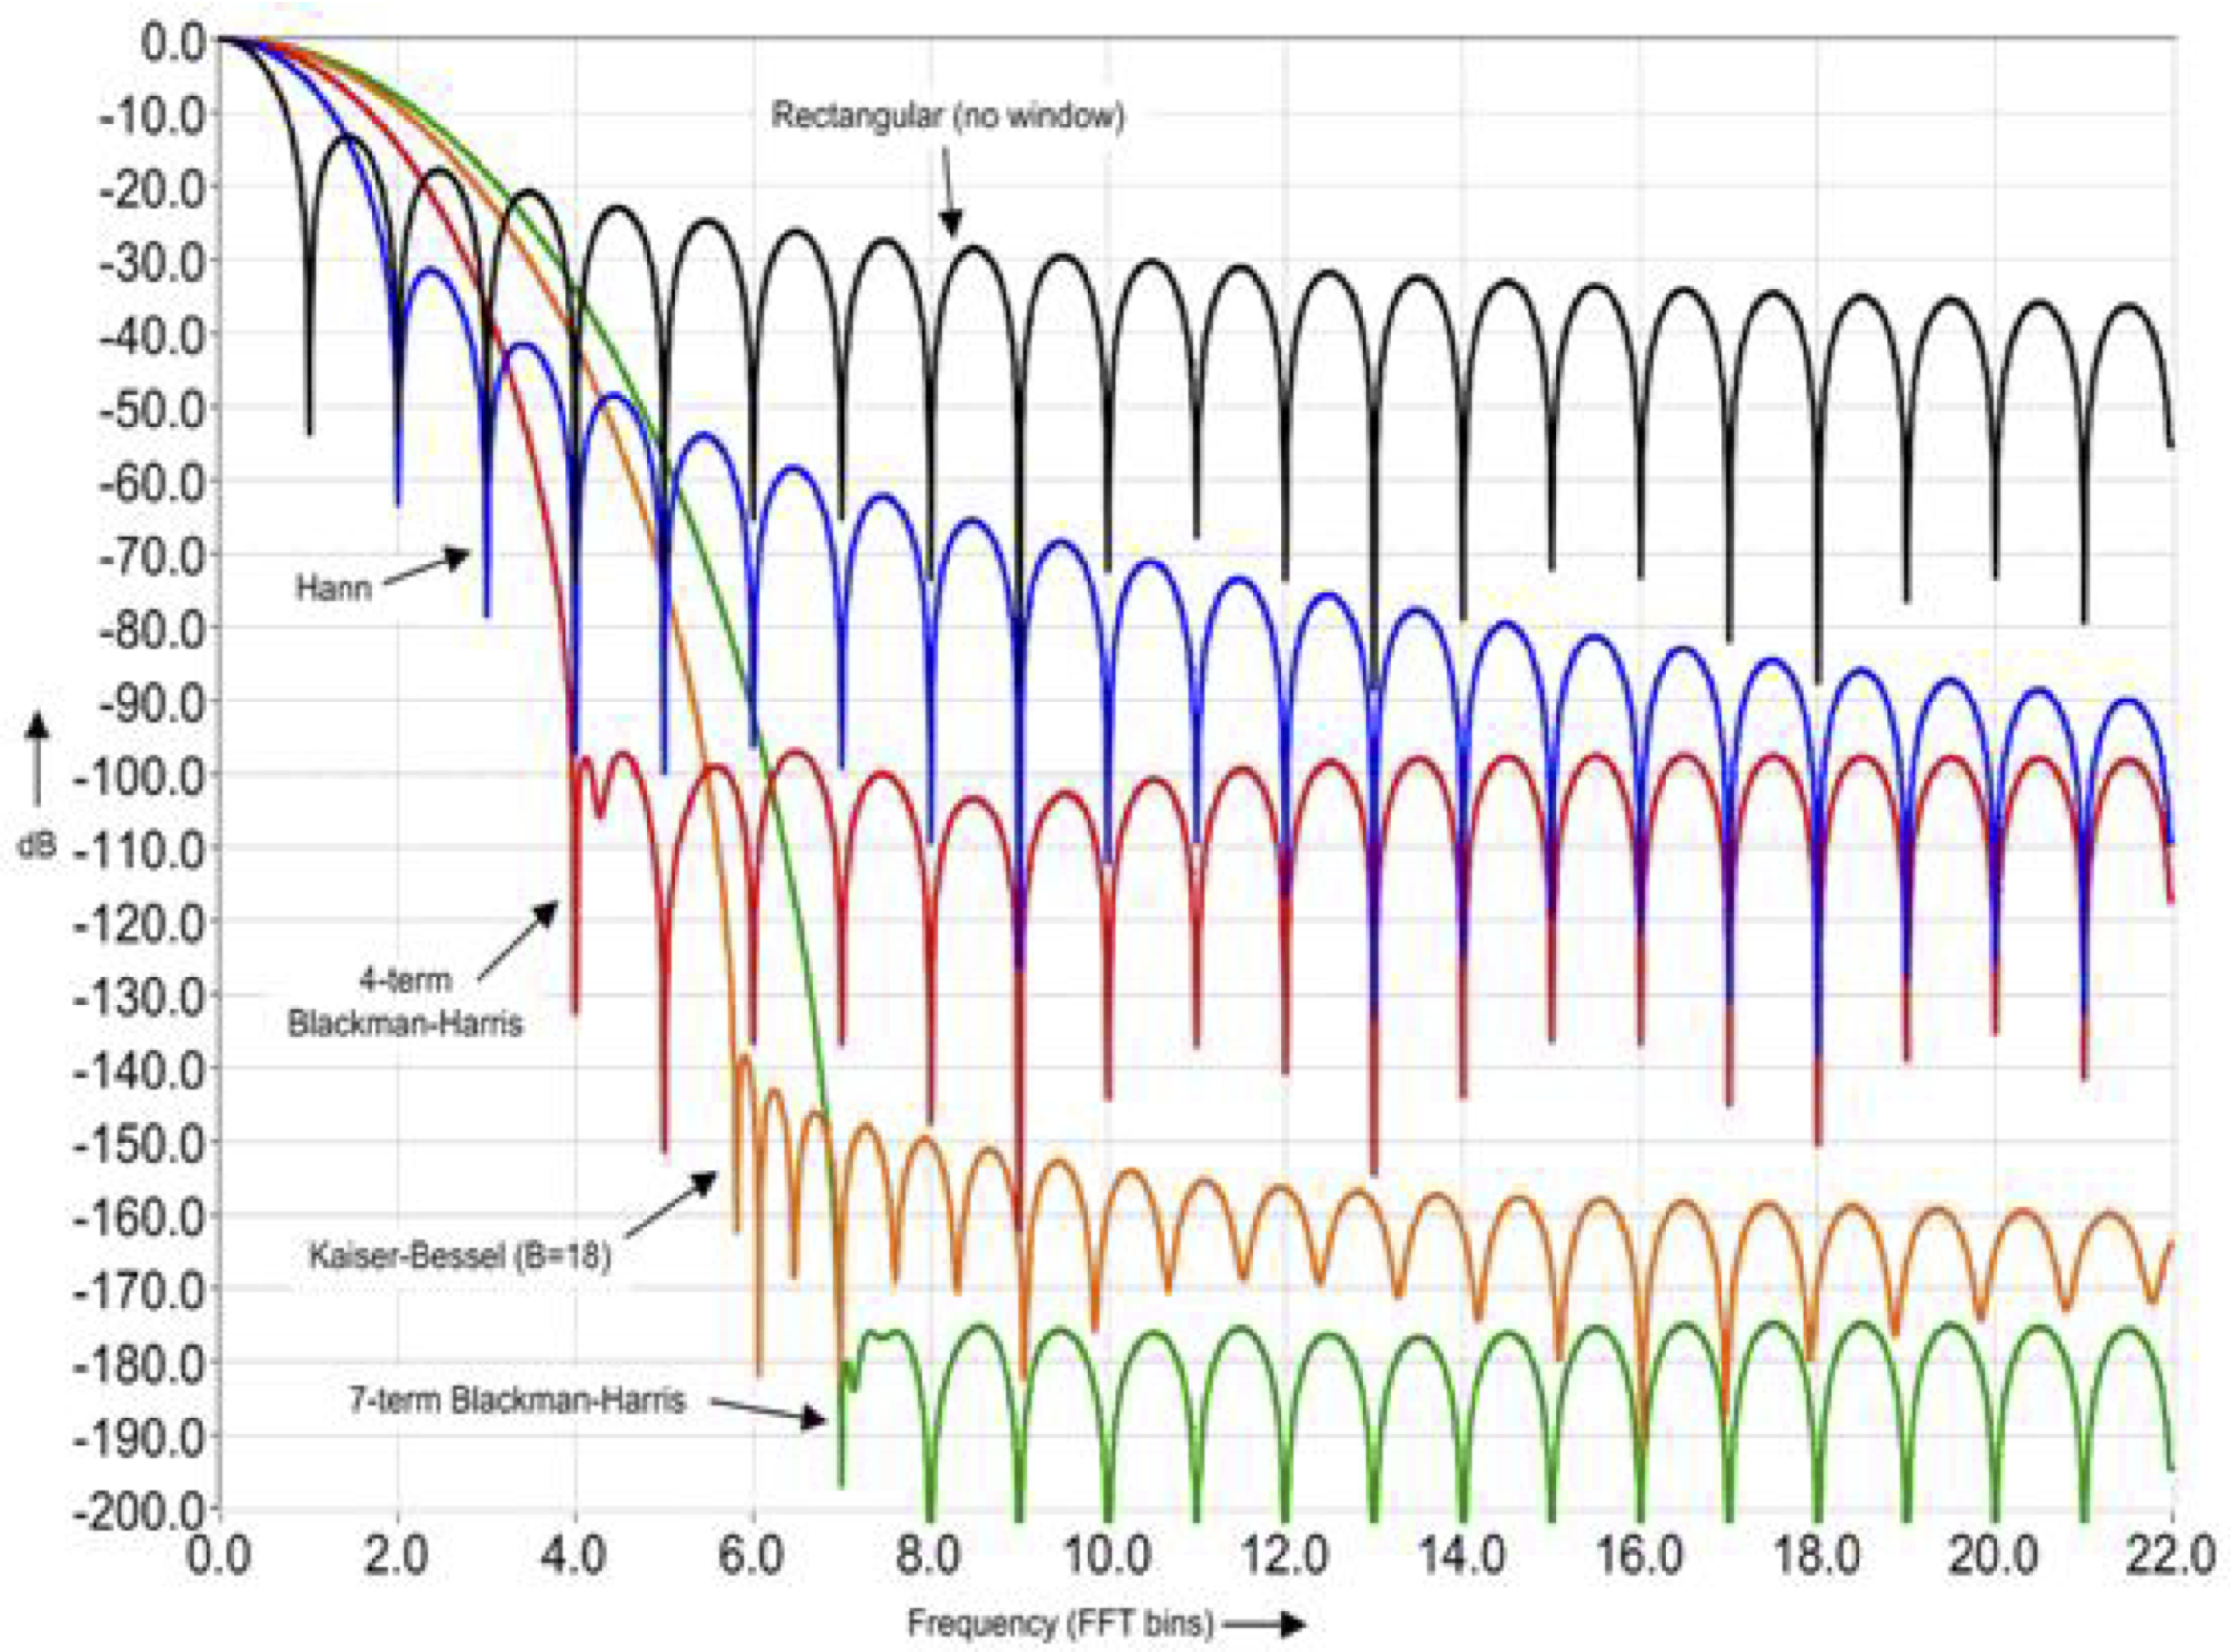 0.0
-10.0
-20.0
-30.0
-40.0
-50.0
-60.0
-70.0
-80.0
-90.0
-100.0
-110.0
-120.0
-130.0
-140.0
-150.0
-160.0
-170.0
-180.0
-190.0
-200.0
dB
Rectangular (no window)
Hann
4-term
Blackman-Harris
Kaiser-Bessel (B=18)
7-term Blackman-Harris
0.0 2.0 4.0 6.0 8.0 10.0 12.0 14.0 16.0 18.0 20.0 22.0
Frequency (FFT bins)